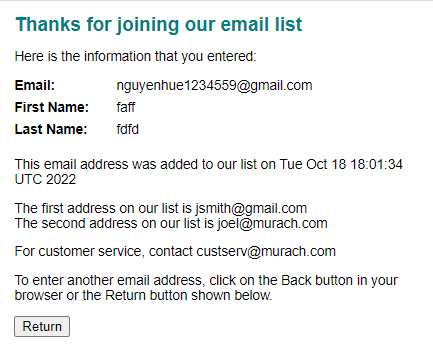 Thanks for joining our email list
Here is the information that you entered:
Email: nguyenhue1234559@gmail.com
First Name: faff
Last Name: fdfd
This email address was added to our list on Tue Oct 18 18:01:34
UTC 2022
The first address on our list is jsmith@gmail.com
The second address on our list is joel@murach.com
For customer service, contact custserv@murach.com
To enter another email address, click on the Back button in your
browser or the Return button shown below.
Return